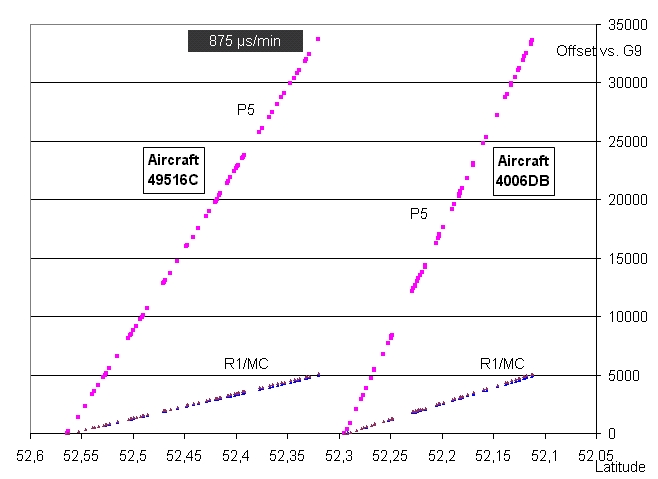 35000
875 µs/min
Offset vs. G9
30000
P5
25000
Aircraft
49516C
Aircraft
4006DB
20000
P5
15000
10000
R1/MC
R1/MC
5000
0
52,6 52,55 52,5 52,45 52,4 52,35 52,3 52,25 52,2 52,15 52,1 52,05
Latitude